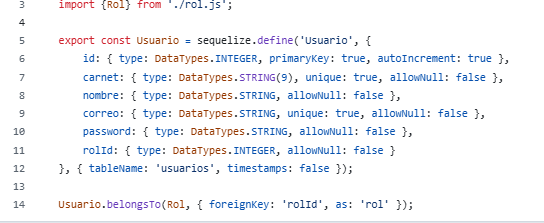 3 import {Rol} from './rol.js';
4
5 export const Usuario = sequelize.define('Usuario', {
6 id: { type: DataTypes.INTEGER, primaryKey: true, autoIncrement: true },
7 carnet: { type: DataTypes.STRING(9), unique: true, allowNull: false },
8 nombre: { type: DataTypes.STRING, allowNull: false },
9 correo: { type: DataTypes.STRING, unique: true, allowNull: false },
10 password: { type: DataTypes.STRING, allowNull: false },
11 rolId: { type: DataTypes.INTEGER, allowNull: false }
12 }, { tableName: 'usuarios', timestamps: false });
13
14 Usuario.belongsTo(Rol, { foreignKey: 'rolId', as: 'rol' });